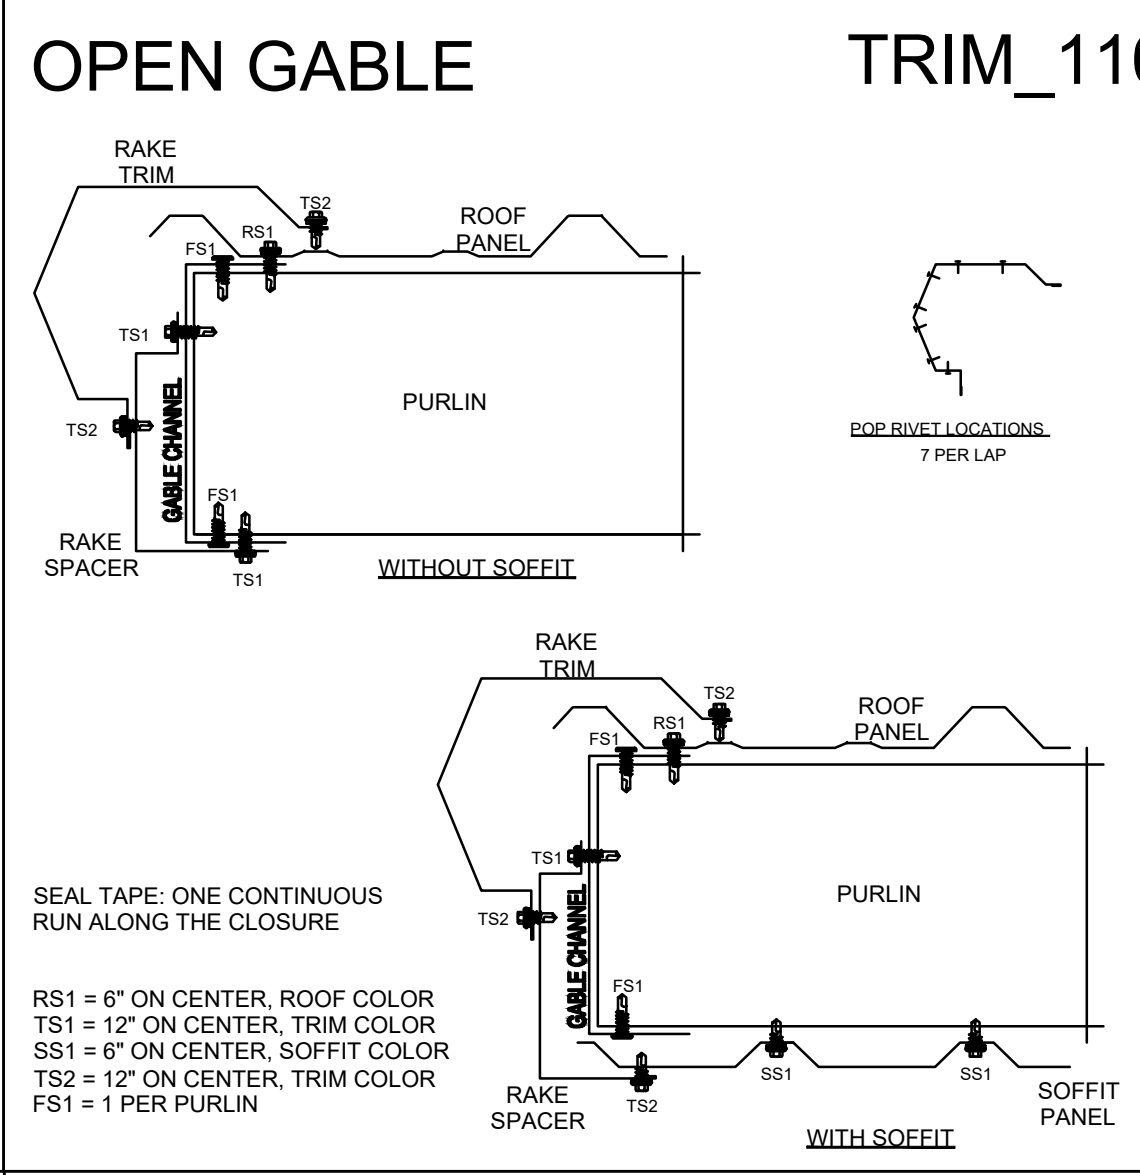 OPEN GABLE
RAKE
TRIM
TS2
ROOF
PANEL
RS1
FS1
TS1
PURLIN
GABLE CHANNEL
TS2
FS1
RAKE
SPACER
TS1
WITHOUT SOFFIT
POP RIVET LOCATIONS
7 PER LAP
RAKE
TRIM
TS2
ROOF
PANEL
RS1
FS1
TS1
PURLIN
GABLE CHANNEL
TS2
FS1
SS1
SS1
RAKE
SPACER
TS2
SOFFIT
PANEL
WITH SOFFIT
SEAL TAPE: ONE CONTINUOUS
RUN ALONG THE CLOSURE
RS1 = 6" ON CENTER, ROOF COLOR
TS1 = 12" ON CENTER, TRIM COLOR
SS1 = 6" ON CENTER, SOFFIT COLOR
TS2 = 12" ON CENTER, TRIM COLOR
FS1 = 1 PER PURLIN